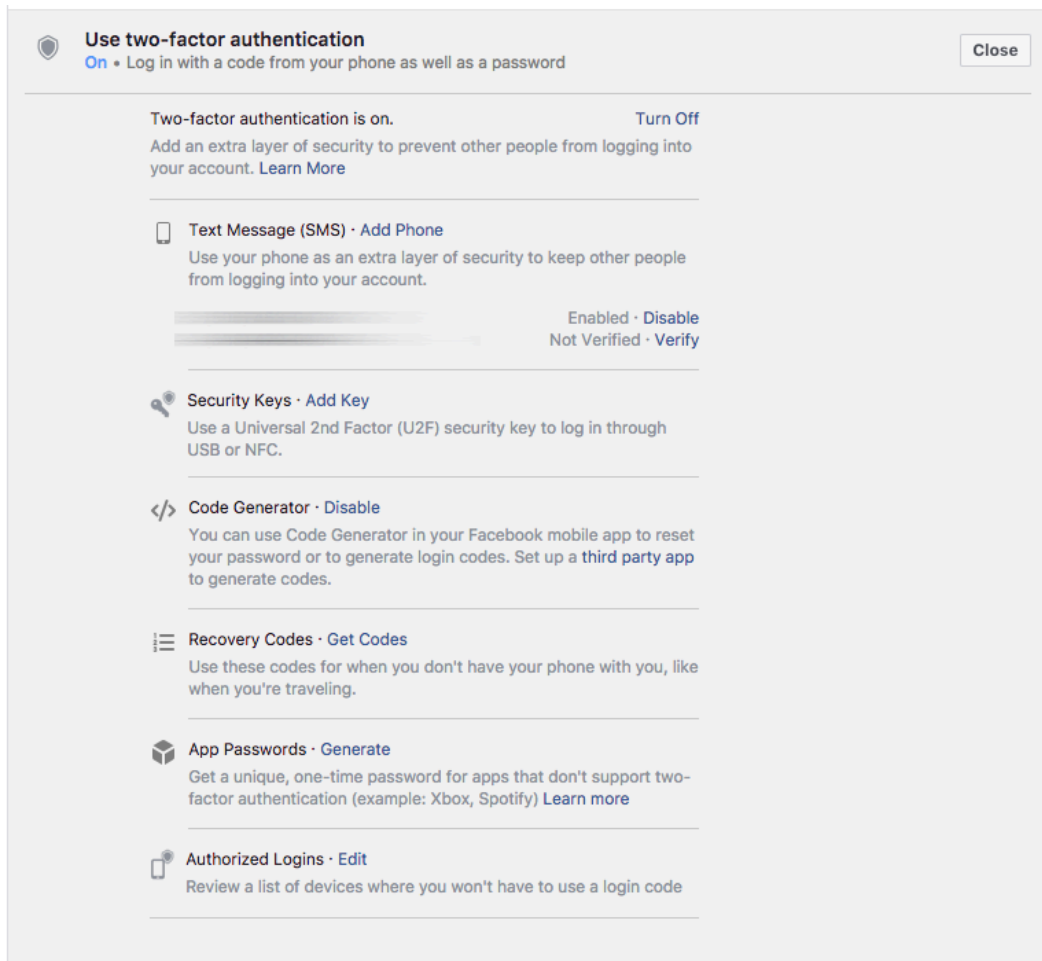 Use two-factor authentication
On • Log in with a code from your phone as well as a password
Close
Two-factor authentication is on.
Turn Off
Add an extra layer of security to prevent other people from logging into
your account. Learn More
Text Message (SMS) · Add Phone
Use your phone as an extra layer of security to keep other people
from logging into your account.
Enabled · Disable
Not Verified · Verify
Security Keys · Add Key
Use a Universal 2nd Factor (U2F) security key to log in through
USB or NFC.
Code Generator · Disable
You can use Code Generator in your Facebook mobile app to reset
your password or to generate login codes. Set up a third party app
to generate codes.
Recovery Codes · Get Codes
Use these codes for when you don't have your phone with you, like
when you're traveling.
App Passwords · Generate
Get a unique, one-time password for apps that don't support two-
factor authentication (example: Xbox, Spotify) Learn more
Authorized Logins · Edit
Review a list of devices where you won't have to use a login code